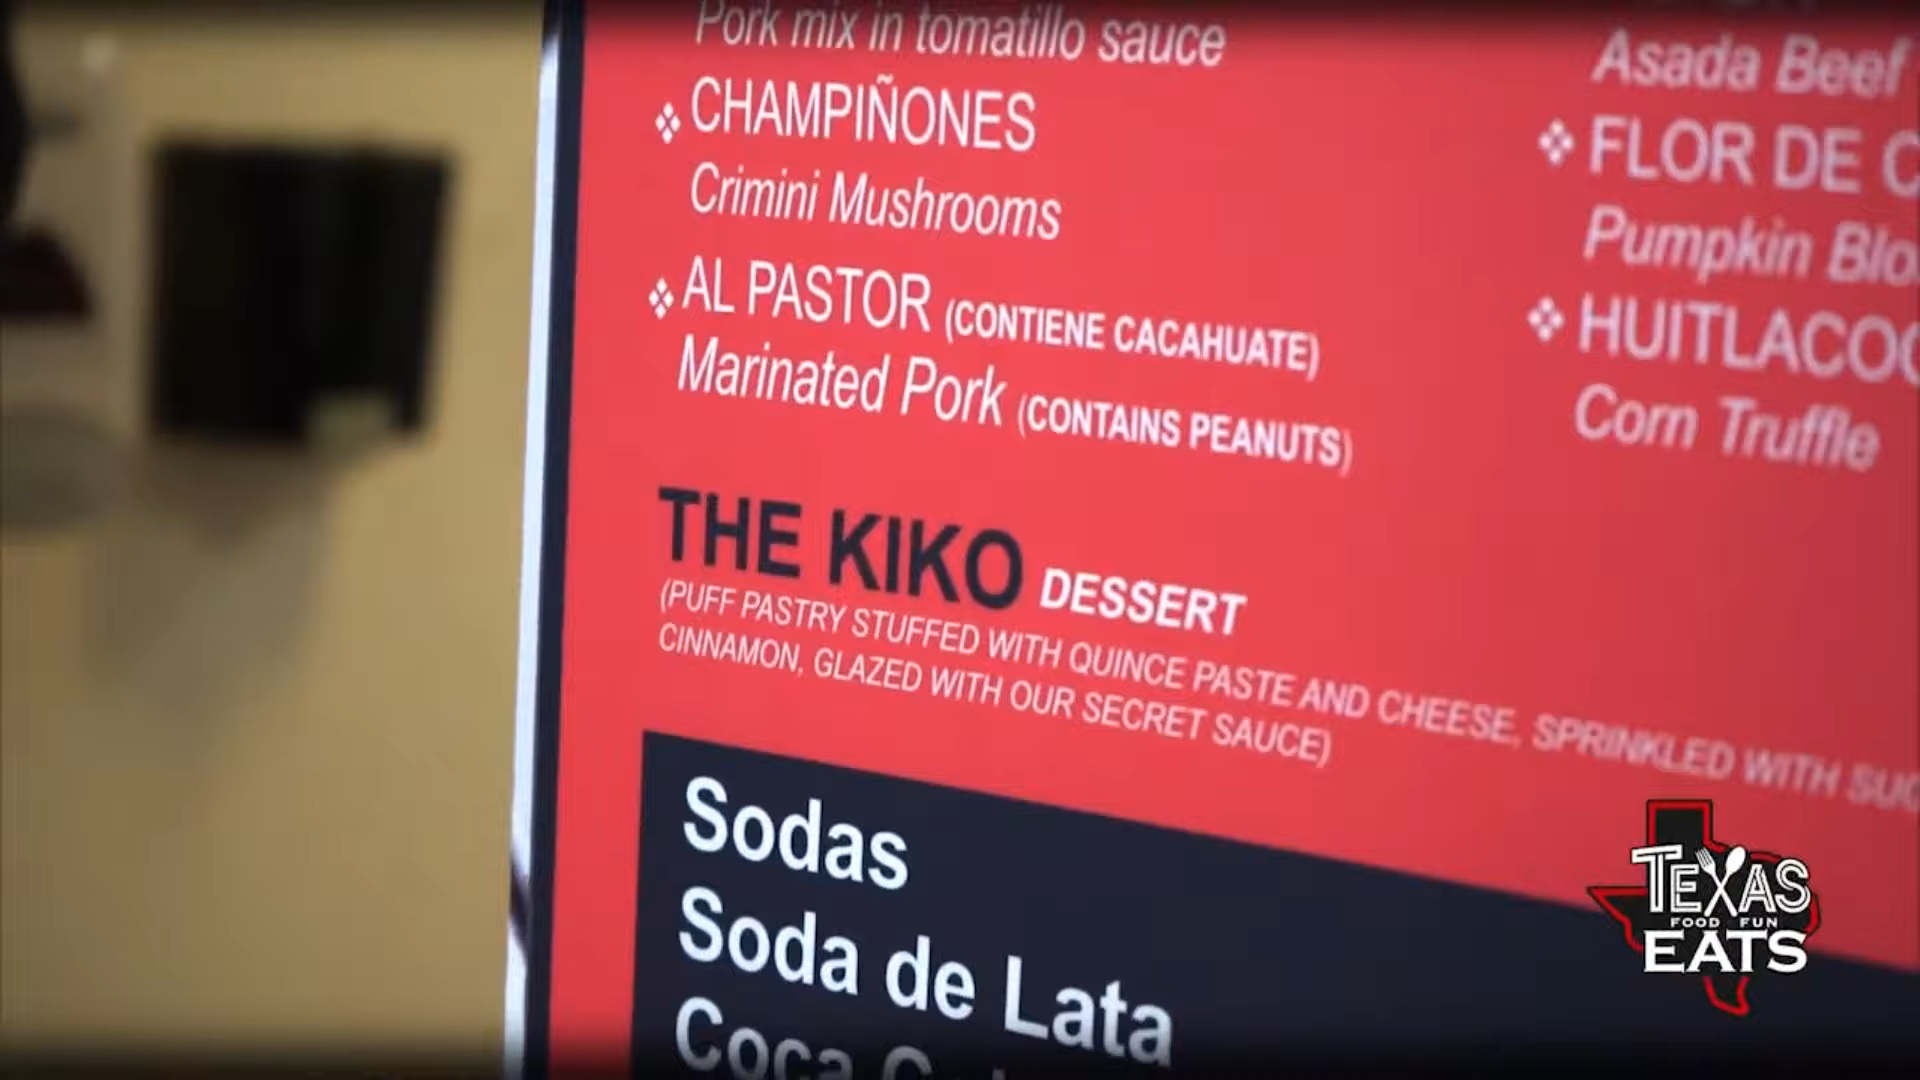 Pork mix in tomatillo sauce
CHAMPIÑONES
Crimini Mushrooms
AL PASTOR (CONTIENE CACAHUATE)
Marinated Pork (CONTAINS PEANUTS)
THE KIKO DESSERT
(PUFF PASTRY STUFFED WITH QUINCE PASTE AND CHEESE, SPRINKLED WITH
CINNAMON, GLAZED WITH OUR SECRET SAUCE)
Sodas
Soda de Lata
Coca
Asada Beef
FLOR DE
Pumpkin
Corn Truffle
TEXAS
FOOD FUN
EATS